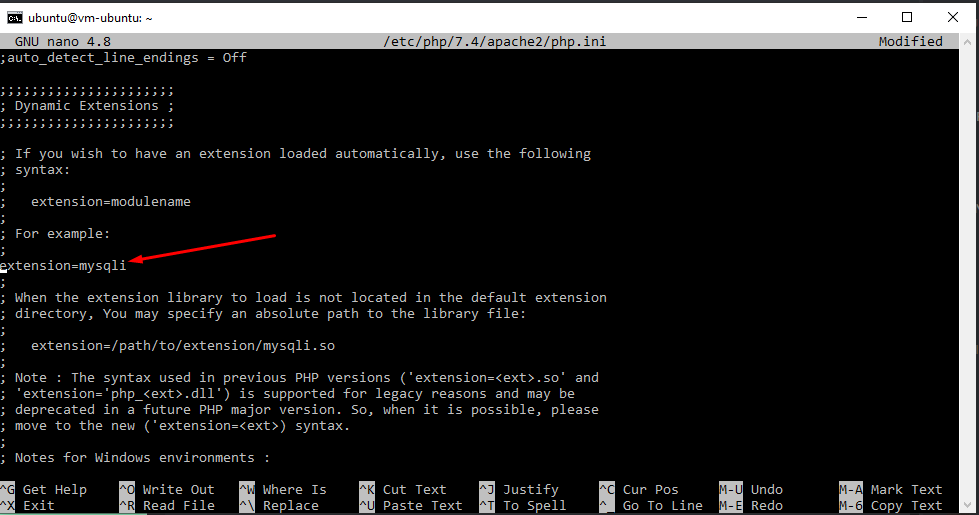 ubuntu@vm-ubuntu: ~
GNU nano 4.8 /etc/php/7.4/apache2/php.ini Modified
;auto_detect_line_endings = Off
;;;;;;;;;;;;;;;;;;;;;;
; Dynamic Extensions ;
;;;;;;;;;;;;;;;;;;;;;;
; If you wish to have an extension loaded automatically, use the following
; syntax:
;
;   extension=modulename
;
; For example:
;
extension=mysqli
;
; When the extension library to load is not located in the default extension
; directory, You may specify an absolute path to the library file:
;
;   extension=/path/to/extension/mysqli.so
;
; Note : The syntax used in previous PHP versions ('extension=<ext>.so' and
; 'extension='php_<ext>.dll') is supported for legacy reasons and may be
; deprecated in a future PHP major version. So, when it is possible, please
; move to the new ('extension=<ext>) syntax.
;
; Notes for Windows environments :
^G Get Help ^O Write Out ^W Where Is ^K Cut Text ^J Justify ^C Cur Pos M-U Undo M-A Mark Text
^X Exit ^R Read File ^\ Replace ^U Paste Text ^T To Spell ^_ Go To Line M-E Redo M-6 Copy Text